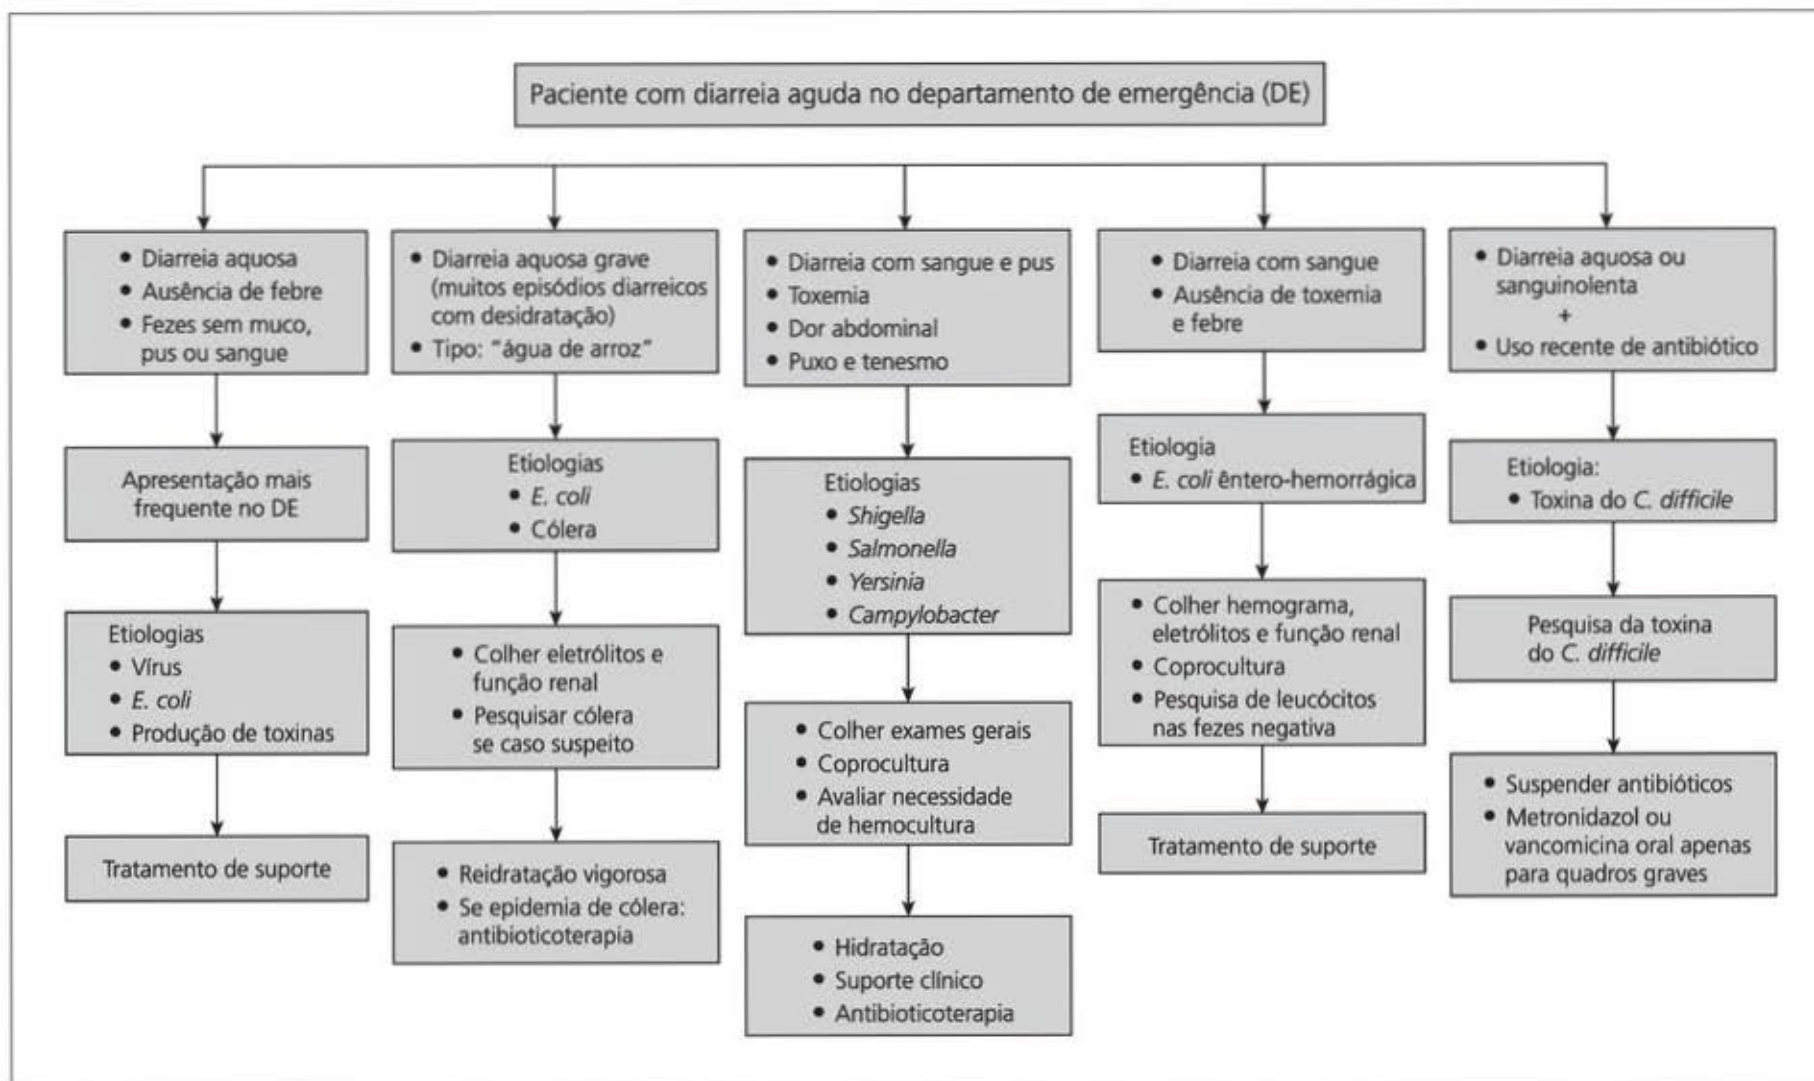 Paciente com diarreia aguda no departamento de emergência (DE)
• Diarreia aquosa
• Ausência de febre
• Fezes sem muco,
pus ou sangue
Apresentação mais
frequente no DE
Etiologias
• Vírus
• E. coli
• Produção de toxinas
Tratamento de suporte
• Diarreia aquosa grave
(muitos episódios diarreicos
com desidratação)
• Tipo: “água de arroz”
Etiologias
• E. coli
• Cólera
• Colher eletrólitos e
função renal
• Pesquisar cólera
se caso suspeito
• Reidratação vigorosa
• Se epidemia de cólera:
antibioticoterapia
• Diarreia com sangue e pus
• Toxemia
• Dor abdominal
• Puxo e tenesmo
Etiologias
• Shigella
• Salmonella
• Yersinia
• Campylobacter
• Colher exames gerais
• Coprocultura
• Avaliar necessidade
de hemocultura
• Hidratação
• Suporte clínico
• Antibioticoterapia
• Diarreia com sangue
• Ausência de toxemia
e febre
Etiologia
• E. coli êntero-hemorrágica
• Colher hemograma,
eletrólitos e função renal
• Coprocultura
• Pesquisa de leucócitos
nas fezes negativa
Tratamento de suporte
• Diarreia aquosa ou
sanguinolenta
+
• Uso recente de antibiótico
Etiologia:
• Toxina do C. difficile
Pesquisa da toxina
do C. difficile
• Suspender antibióticos
• Metronidazol ou
vancomicina oral apenas
para quadros graves